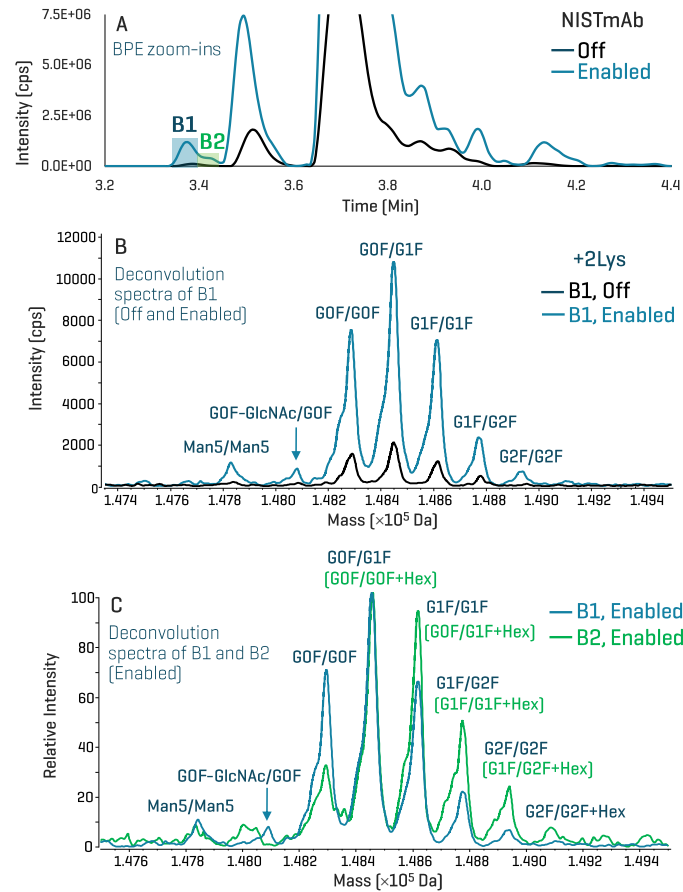 A
NISTmAb
BPE zoom-ins
Off
Enabled
7.5E+06
5.0E+06
2.5E+06
0.0E+00
Intensity [cps]
B1
B2
3.2 3.4 3.6 3.8 4.0 4.2 4.4
Time [Min]
B
+2Lys
Deconvolution
spectra of B1
[Off and Enabled]
B1, Off
B1, Enabled
12000
10000
8000
6000
4000
2000
0
Intensity [cps]
G0F/G1F
G0F/G0F
G1F/G1F
G0F-GlcNAc/G0F
Man5/Man5
G1F/G2F
G2F/G2F
1.474 1.476 1.478 1.480 1.482 1.484 1.486 1.488 1.490 1.492 1.494
Mass [×10⁵ Da]
C
Deconvolution
spectra of B1 and B2
[Enabled]
B1, Enabled
B2, Enabled
100
80
60
40
20
0
Relative Intensity
G0F/G1F
[G0F/G0F+Hex]
G1F/G1F
[G0F/G1F+Hex]
G0F/G0F
G1F/G2F
[G1F/G1F+Hex]
G2F/G2F
[G1F/G2F+Hex]
G0F-GlcNAc/G0F
Man5/Man5
G2F/G2F+Hex
1.476 1.478 1.480 1.482 1.484 1.486 1.488 1.490 1.492 1.494
Mass [×10⁵ Da]